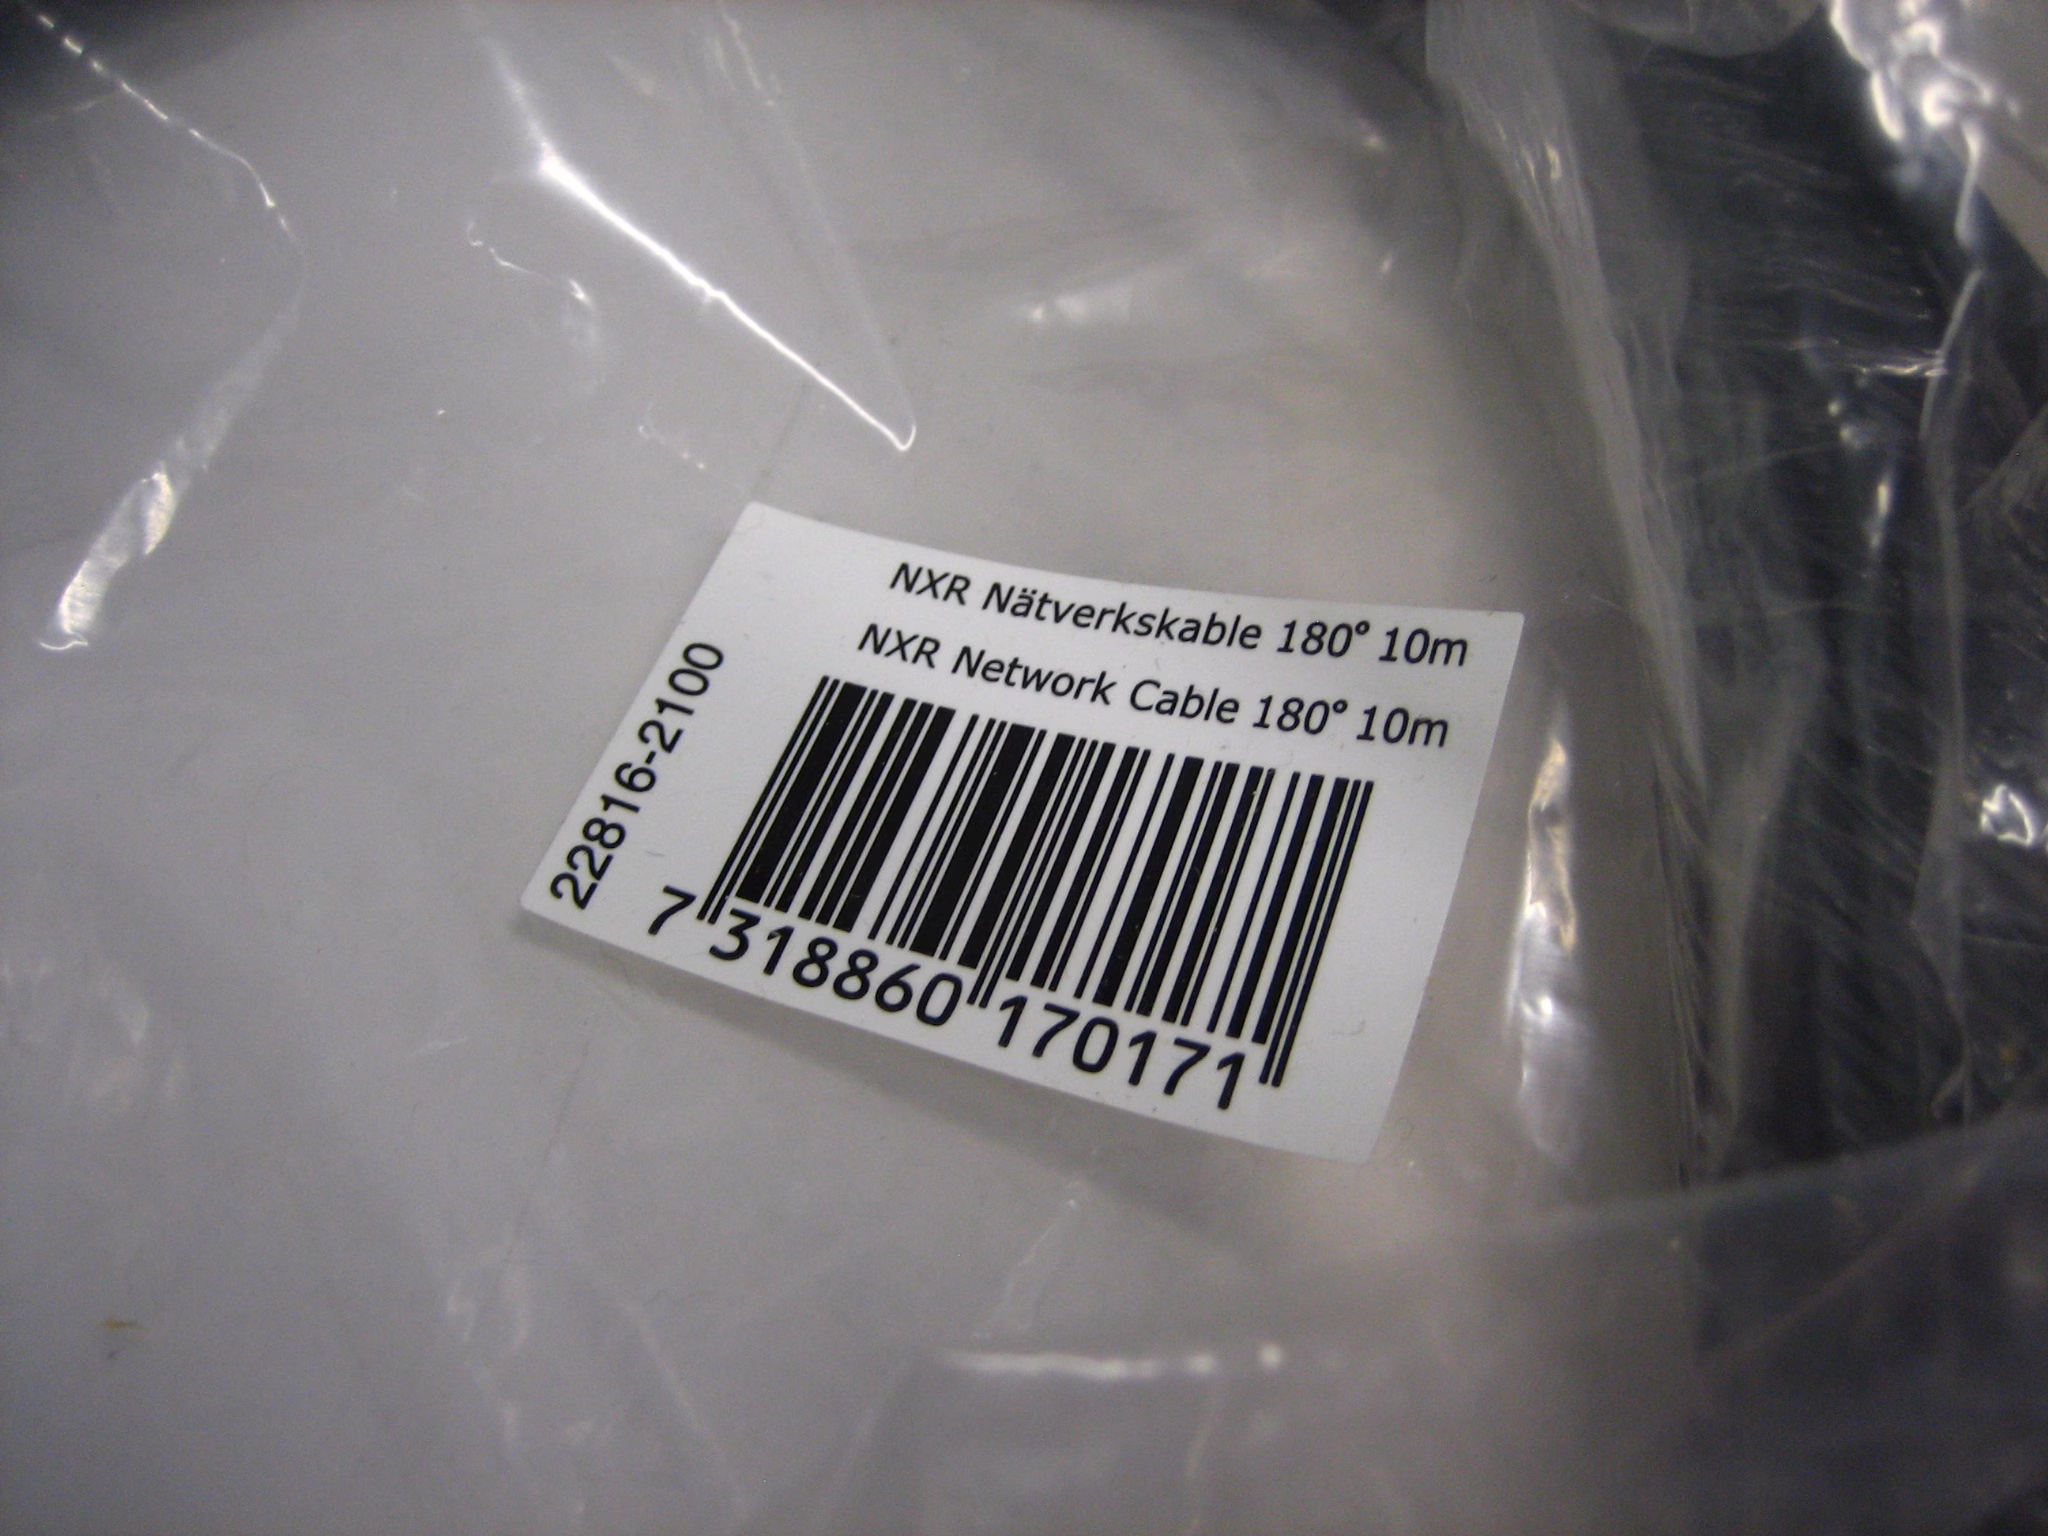 NXR Nätverkskable 180° 10m
NXR Network Cable 180° 10m
22816-2100
7 318860 170171